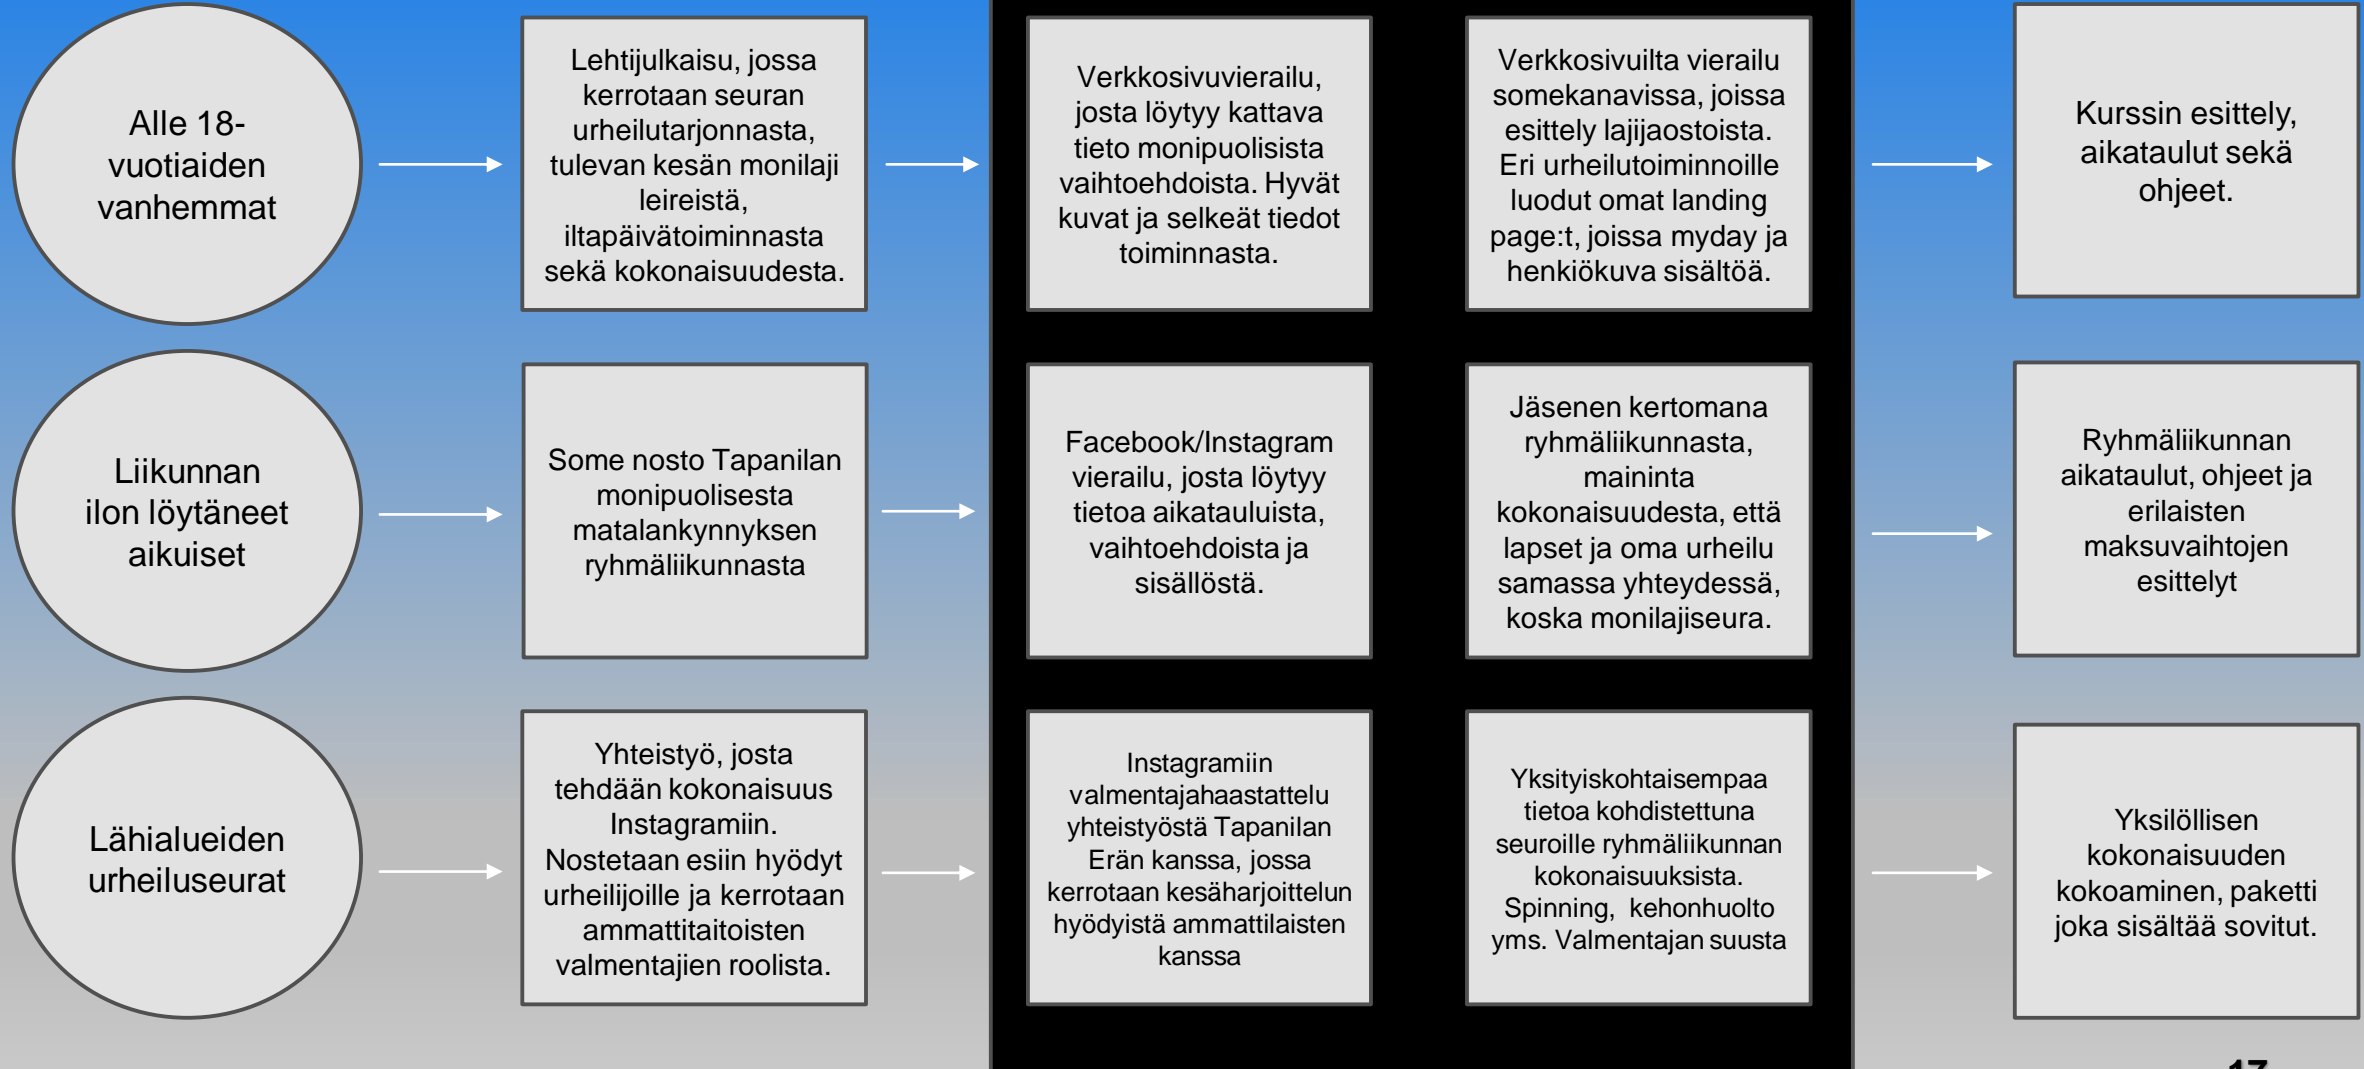 Alle 18-
vuotiaiden
vanhemmat
Lehtijulkaisu, jossa
kerrotaan seuran
urheilutarjonnasta,
tulevan kesän monilaji
leireistä,
iltapäivätoiminnasta
sekä kokonaisuudesta.
Verkkosivuvierailu,
josta löytyy kattava
tieto monipuolisista
vaihtoehdoista. Hyvät
kuvat ja selkeät tiedot
toiminnasta.
Verkkosivuilta vierailu
somekanavissa, joissa
esittely lajijaostoista.
Eri urheilutoiminnoille
luodut omat landing
page:t, joissa myday ja
henkiökuva sisältöä.
Kurssin esittely,
aikataulut sekä
ohjeet.
Liikunnan
ilon löytäneet
aikuiset
Some nosto Tapanilan
monipuolisesta
matalankynnyksen
ryhmäliikunnasta
Facebook/Instagram
vierailu, josta löytyy
tietoa aikatauluista,
vaihtoehdoista ja
sisällöstä.
Jäsenen kertomana
ryhmäliikunnasta,
maininta
kokonaisuudesta, että
lapset ja oma urheilu
samassa yhteydessä,
koska monilajiseura.
Ryhmäliikunnan
aikataulut, ohjeet ja
erilaisten
maksuvaihtojen
esittelyt
Lähialueiden
urheiluseurat
Yhteistyö, josta
tehdään kokonaisuus
Instagramiin.
Nostetaan esiin hyödyt
urheilijoille ja kerrotaan
ammattitaitoisten
valmentajien roolista.
Instagramiin
valmentajahaastattelu
yhteistyöstä Tapanilan
Erän kanssa, jossa
kerrotaan kesäharjoittelun
hyödyistä ammattilaisten
kanssa
Yksityiskohtaisempaa
tietoa kohdistettuna
seuroille ryhmäliikunnan
kokonaisuuksista.
Spinning, kehonhuolto
yms. Valmentajan suusta
Yksilöllisen
kokonaisuuden
kokoaminen, paketti
joka sisältää sovitut.
17